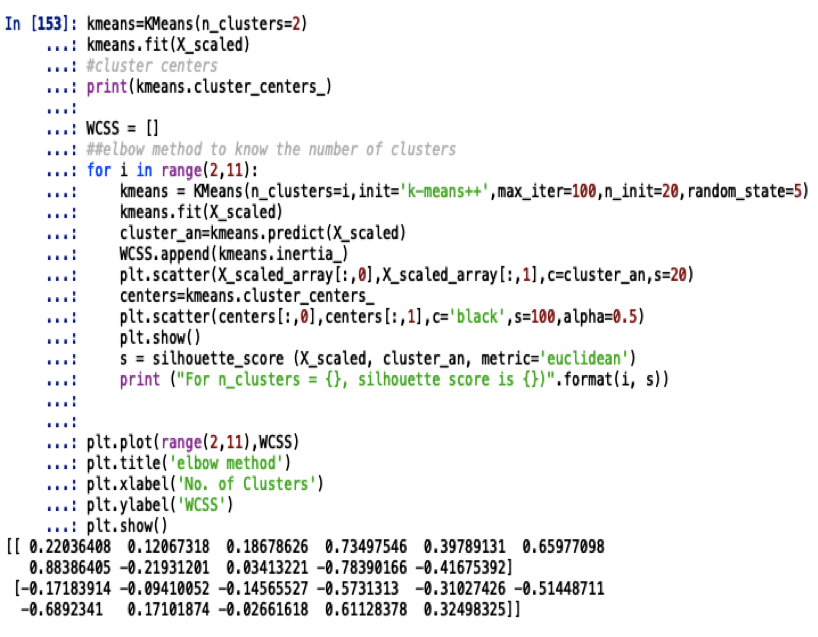 In [153]: kmeans=KMeans(n_clusters=2)
...: kmeans.fit(X_scaled)
...: #cluster centers
...: print(kmeans.cluster_centers_)
...:
...: WCSS = []
...: ##elbow method to know the number of clusters
...: for i in range(2,11):
...:     kmeans = KMeans(n_clusters=i,init='k-means++',max_iter=100,n_init=20,random_state=5)
...:     kmeans.fit(X_scaled)
...:     cluster_an=kmeans.predict(X_scaled)
...:     WCSS.append(kmeans.inertia_)
...:     plt.scatter(X_scaled_array[:,0],X_scaled_array[:,1],c=cluster_an,s=20)
...:     centers=kmeans.cluster_centers_
...:     plt.scatter(centers[:,0],centers[:,1],c='black',s=100,alpha=0.5)
...:     plt.show()
...:     s = silhouette_score (X_scaled, cluster_an, metric='euclidean')
...:     print ("For n_clusters = {}, silhouette score is {})".format(i, s))
...:
...:
...: plt.plot(range(2,11),WCSS)
...: plt.title('elbow method')
...: plt.xlabel('No. of Clusters')
...: plt.ylabel('WCSS')
...: plt.show()
[[ 0.22036408  0.12067318  0.18678626  0.73497546  0.39789131  0.65977098
0.88386405 -0.21931201  0.03413221 -0.78390166 -0.41675392]
[-0.17183914 -0.09410052 -0.14565527 -0.5731313  -0.31027426 -0.51448711
-0.6892341   0.17101874 -0.02661618  0.61128378  0.32498325]]